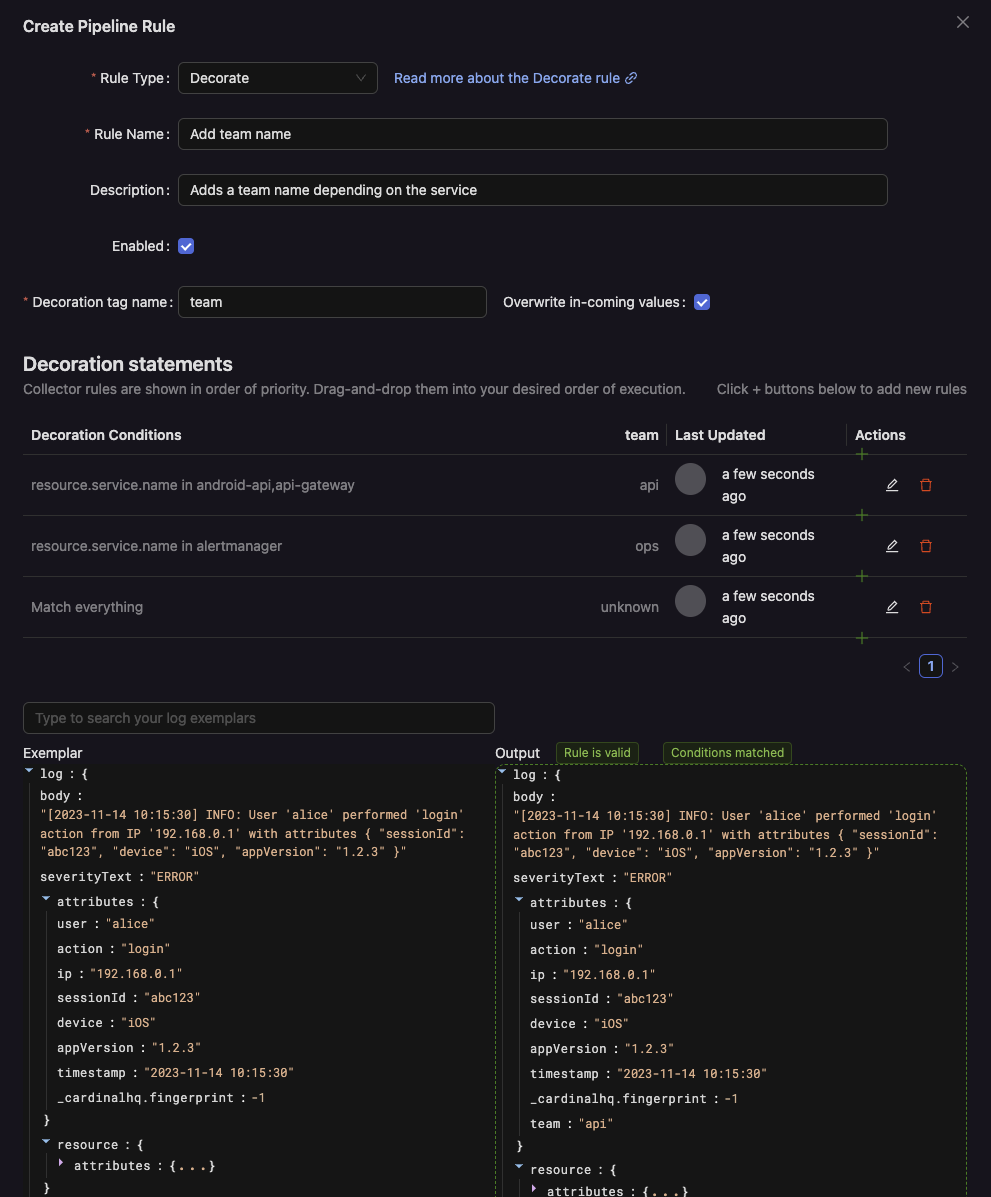 Create Pipeline Rule
* Rule Type : Decorate Read more about the Decorate rule
* Rule Name : Add team name
Description : Adds a team name depending on the service
Enabled :
* Decoration tag name : team Overwrite in-coming values :
Decoration statements
Collector rules are shown in order of priority. Drag-and-drop them into your desired order of execution. Click + buttons below to add new rules
Decoration Conditions team Last Updated Actions
resource.service.name in android-api,api-gateway api a few seconds
ago
resource.service.name in alertmanager ops a few seconds
ago
Match everything unknown a few seconds
ago
< 1 >
Type to search your log exemplars
Exemplar
log : {
body :
"[2023-11-14 10:15:30] INFO: User 'alice' performed 'login'
action from IP '192.168.0.1' with attributes { "sessionId":
"abc123", "device": "iOS", "appVersion": "1.2.3" }"
severityText : "ERROR"
attributes : {
user : "alice"
action : "login"
ip : "192.168.0.1"
sessionId : "abc123"
device : "iOS"
appVersion : "1.2.3"
timestamp : "2023-11-14 10:15:30"
_cardinalhq.fingerprint : -1
}
resource : {
attributes : {...}
}
Output Rule is valid Conditions matched
log : {
body :
"[2023-11-14 10:15:30] INFO: User 'alice' performed 'login'
action from IP '192.168.0.1' with attributes { "sessionId":
"abc123", "device": "iOS", "appVersion": "1.2.3" }"
severityText : "ERROR"
attributes : {
user : "alice"
action : "login"
ip : "192.168.0.1"
sessionId : "abc123"
device : "iOS"
appVersion : "1.2.3"
timestamp : "2023-11-14 10:15:30"
_cardinalhq.fingerprint : -1
team : "api"
}
resource : {
attributes : {...}